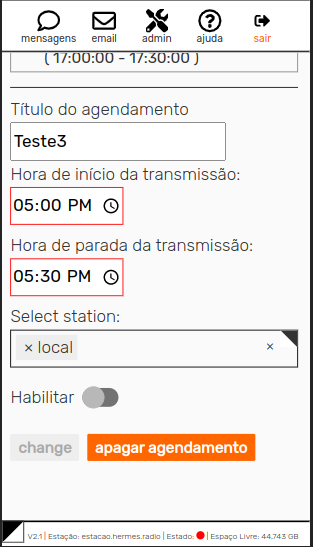 mensagens email admin ajuda sair
( 17:00:00 - 17:30:00 )
Título do agendamento
Teste3
Hora de início da transmissão:
05:00 PM
Hora de parada da transmissão:
05:30 PM
Select station:
× local ×
Habilitar
change apagar agendamento
V2.1 | Estação: estacao.hermes.radio | Estado: | Espaço Livre: 44.743 GB